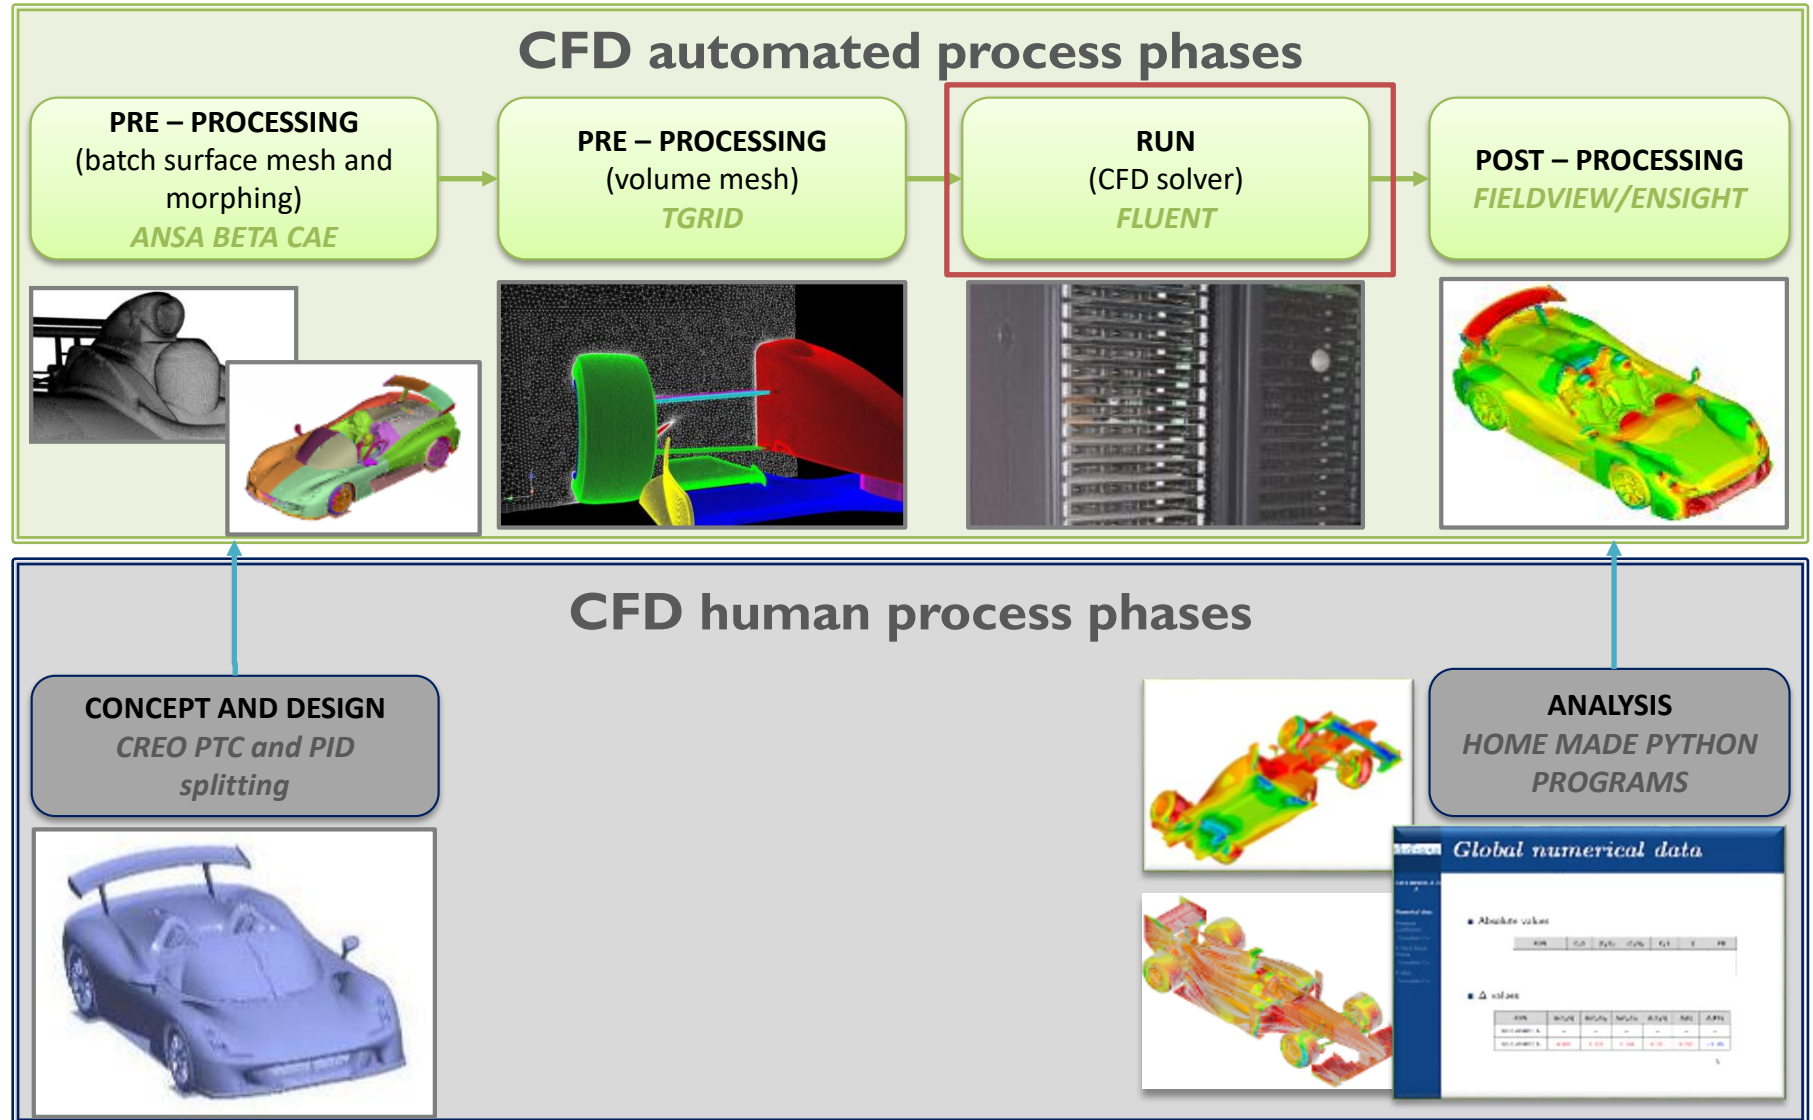 CFD automated process phases
PRE – PROCESSING
(batch surface mesh and
morphing)
ANSA BETA CAE
PRE – PROCESSING
(volume mesh)
TGRID
RUN
(CFD solver)
FLUENT
POST – PROCESSING
FIELDVIEW/ENSIGHT
CFD human process phases
CONCEPT AND DESIGN
CREO PTC and PID
splitting
ANALYSIS
HOME MADE PYTHON
PROGRAMS
Global numerical data
Absolute values
Δ values